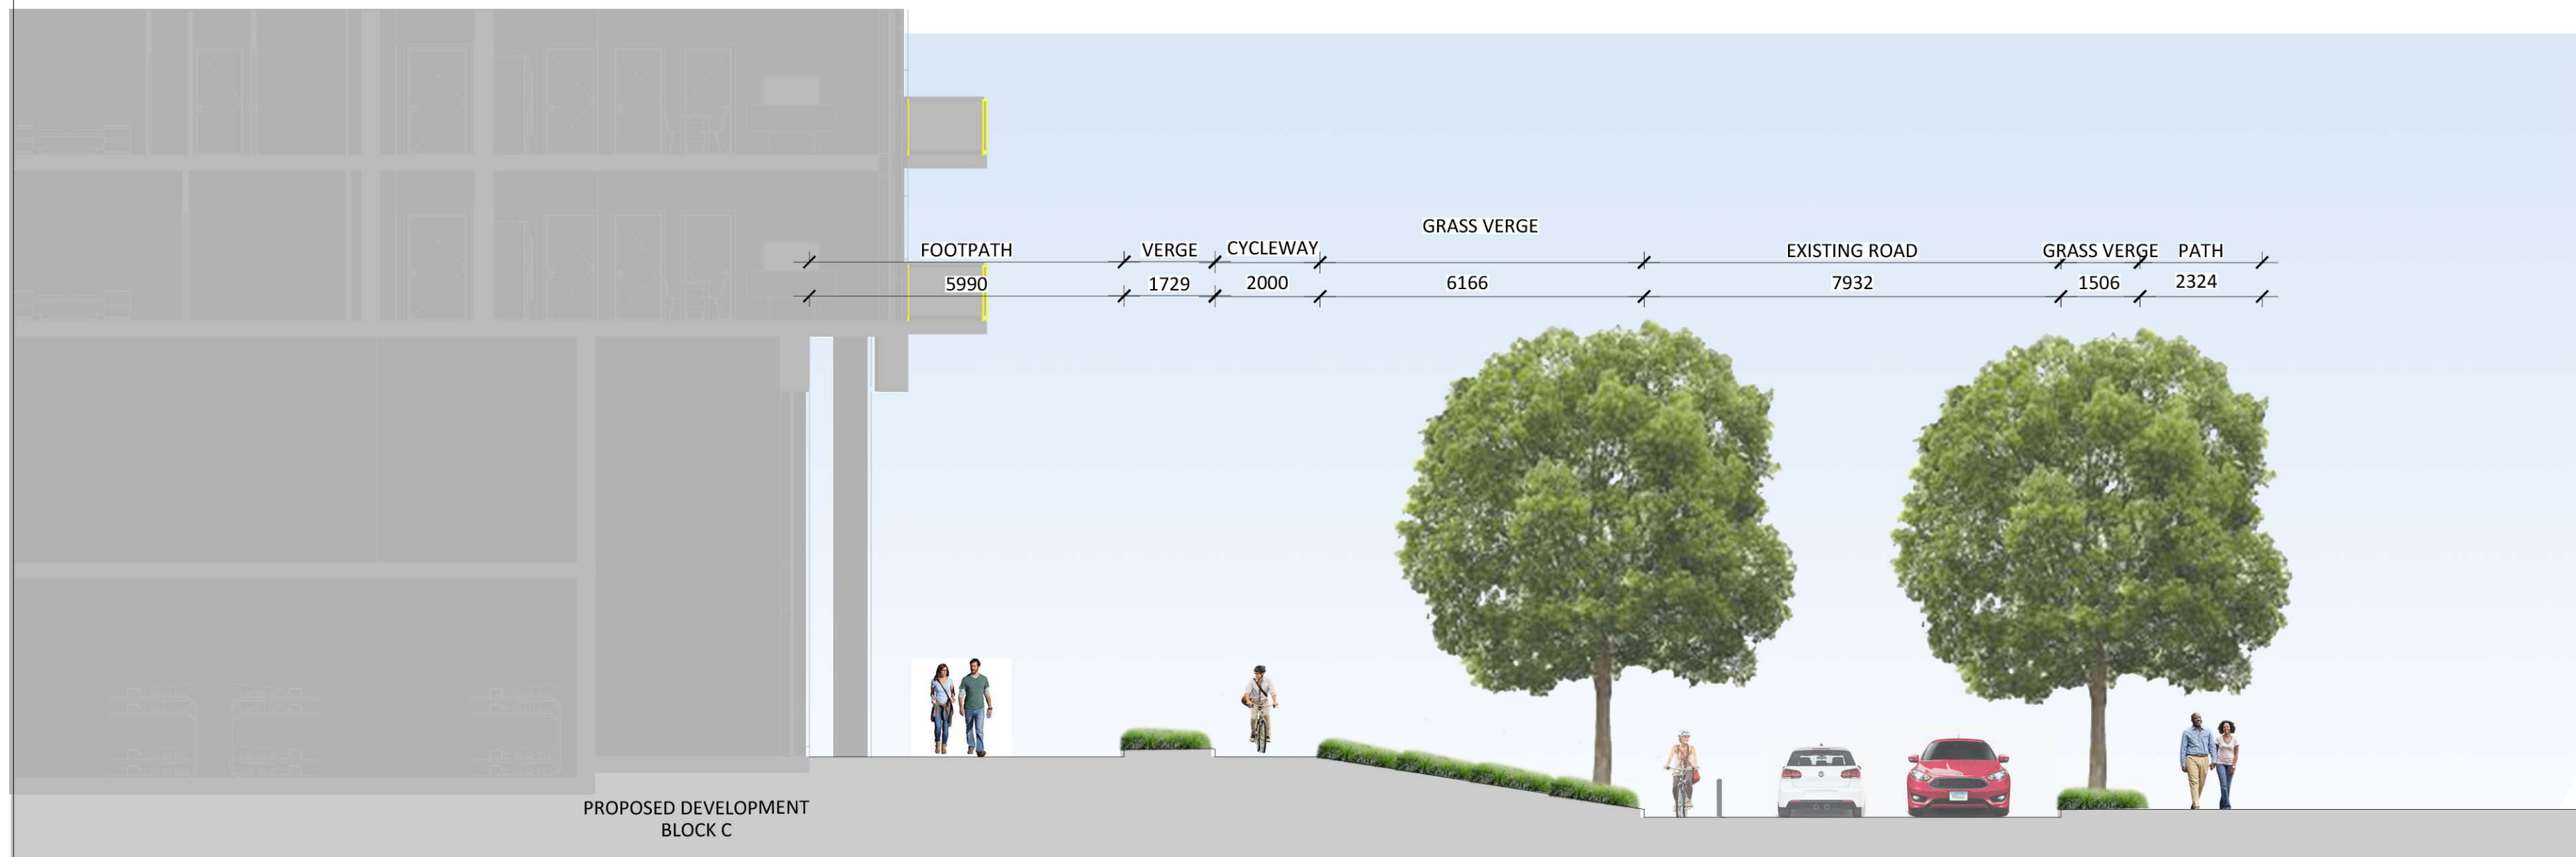 GRASS VERGE
FOOTPATH VERGE CYCLEWAY EXISTING ROAD GRASS VERGE PATH
5990 1729 2000 6166 7932 1506 2324
PROPOSED DEVELOPMENT
BLOCK C